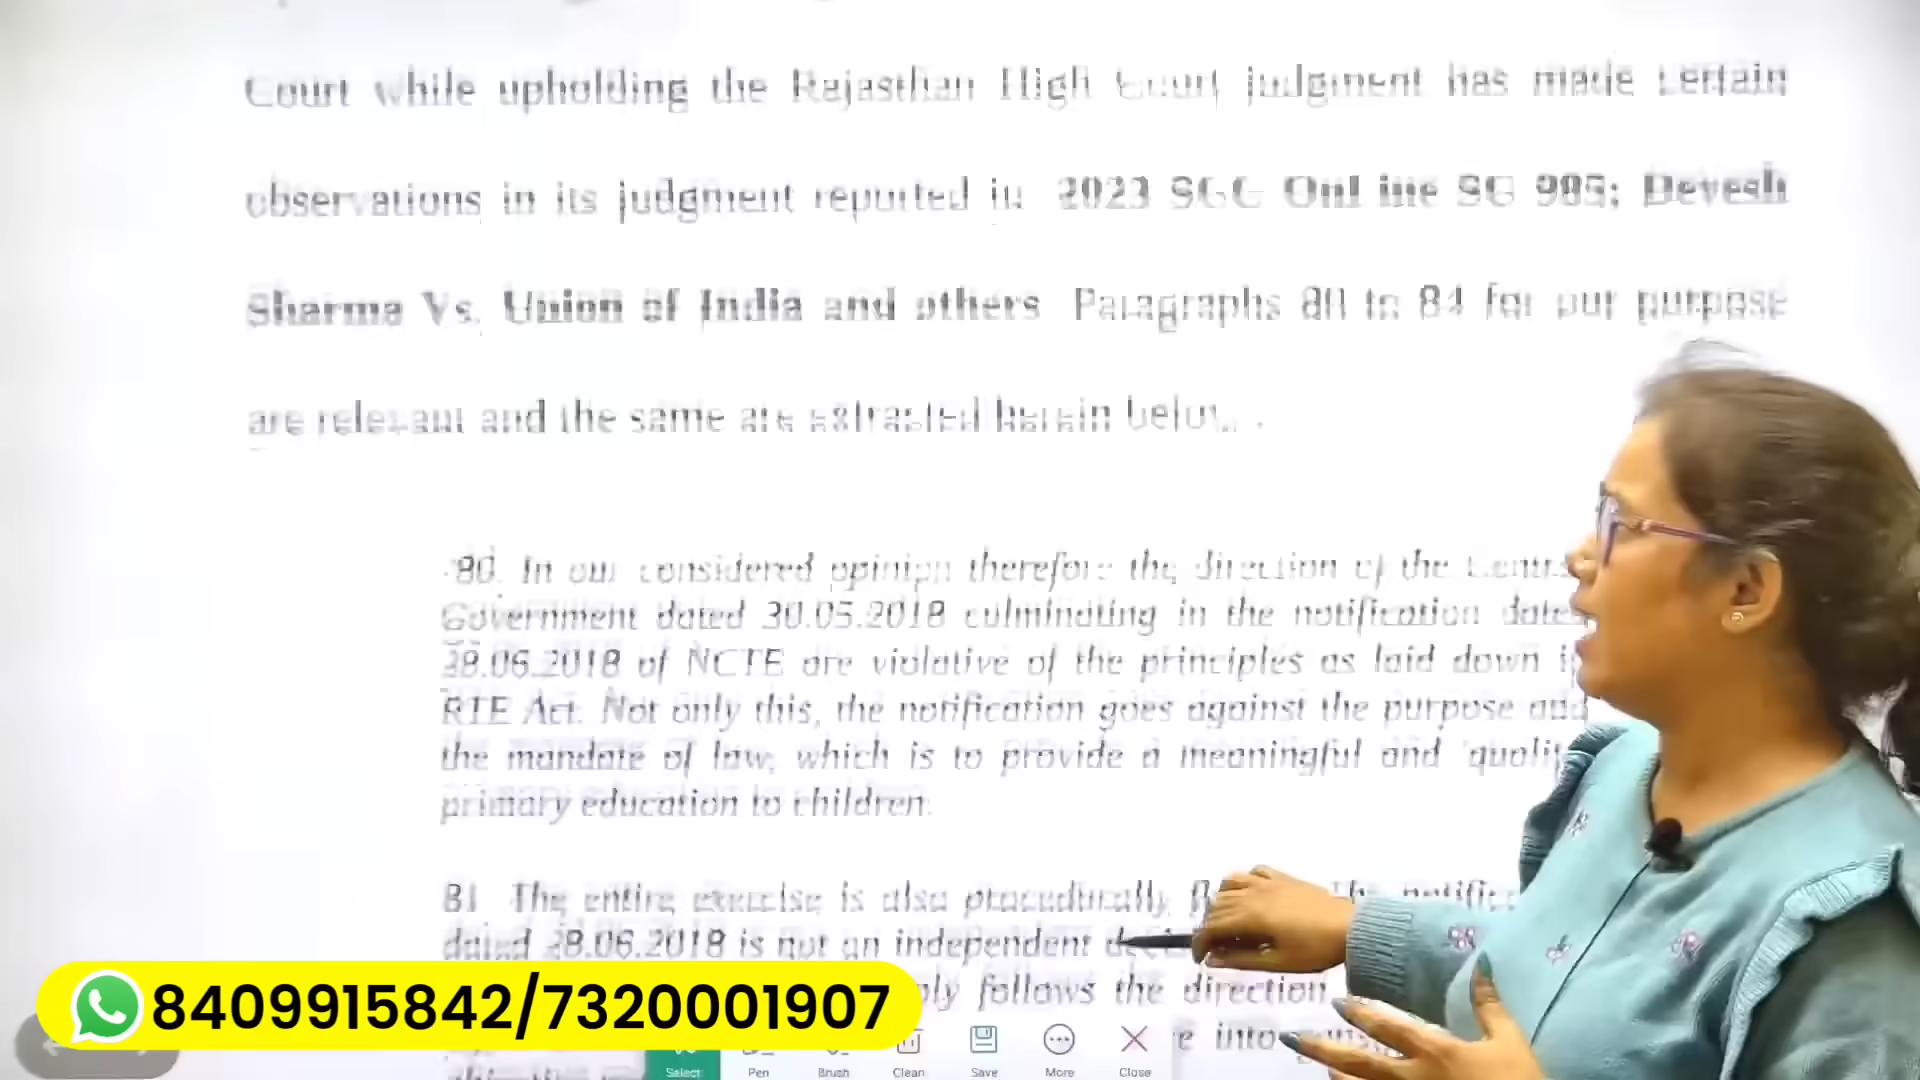 Court while upholding the Rajasthan High Court judgment has made certain
observations in its judgment reported in 2023 SCC OnLine SC 985; Devesh
Sharma Vs. Union of India and others Paragraphs 80 to 84 for our purpose
are relevant and the same are extracted herein below
80. In our considered opinion therefore the direction of the
Government dated 30.05.2018 culminating in the notification
28.06.2018 of NCTE are violative of the principles as laid down
RTE Act. Not only this, the notification goes against the purpose and
the mandate of law, which is to provide a meaningful and
primary education to children.
81 The entire exercise is also procedurally
dated 28.06.2018 is not an independent
follows the direction
into
8409915842/7320001907
Select Pen Brush Clean Save More Close